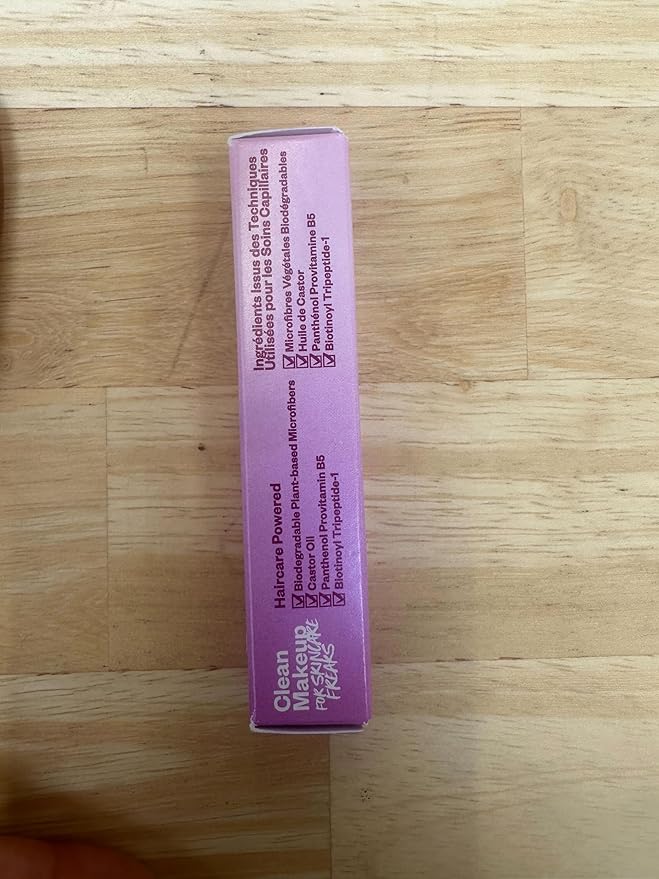 Clean
Makeup
FOR SKINCARE
FREAKS
Haircare Powered
Biodegradable Plant-based Microfibers
Castor Oil
Panthenol Provitamin B5
Biotinoyl Tripeptide-1
Ingrédients Issus des Techniques
Utilisées pour les Soins Capillaires
Microfibres Végétales Biodégradables
Huile de Castor
Panthénol Provitamine B5
Biotinoyl Tripeptide-1